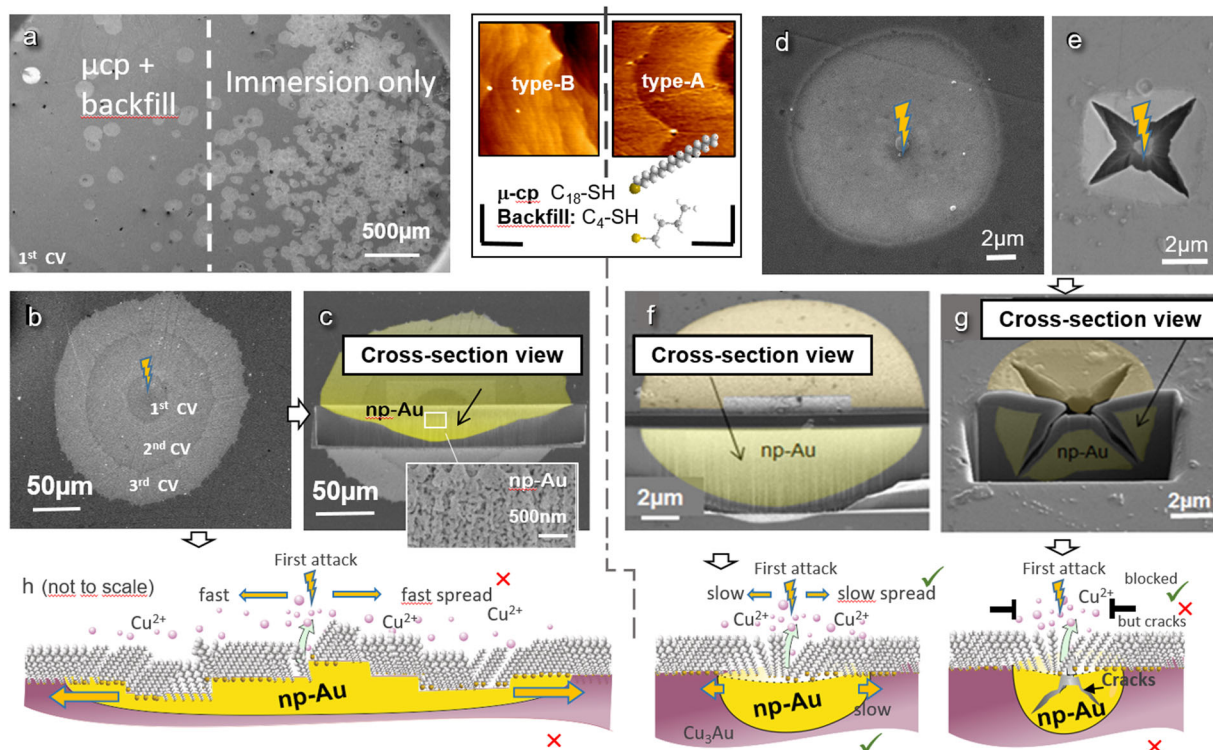 a
μcp +
backfill
Immersion only
500μm
1st CV
type-B
type-A
μ-cp C18-SH
Backfill: C4-SH
d
2μm
e
2μm
b
1st CV
2nd CV
3rd CV
50μm
c
Cross-section view
np-Au
50μm
np-Au
500nm
f
Cross-section view
np-Au
2μm
g
Cross-section view
np-Au
2μm
h (not to scale)
First attack
fast
fast spread
Cu2+
Cu2+
Cu2+
np-Au
First attack
slow
slow spread
Cu2+
Cu2+
np-Au
slow
Cu3Au
First attack
blocked
Cu2+
but cracks
Cracks
np-Au